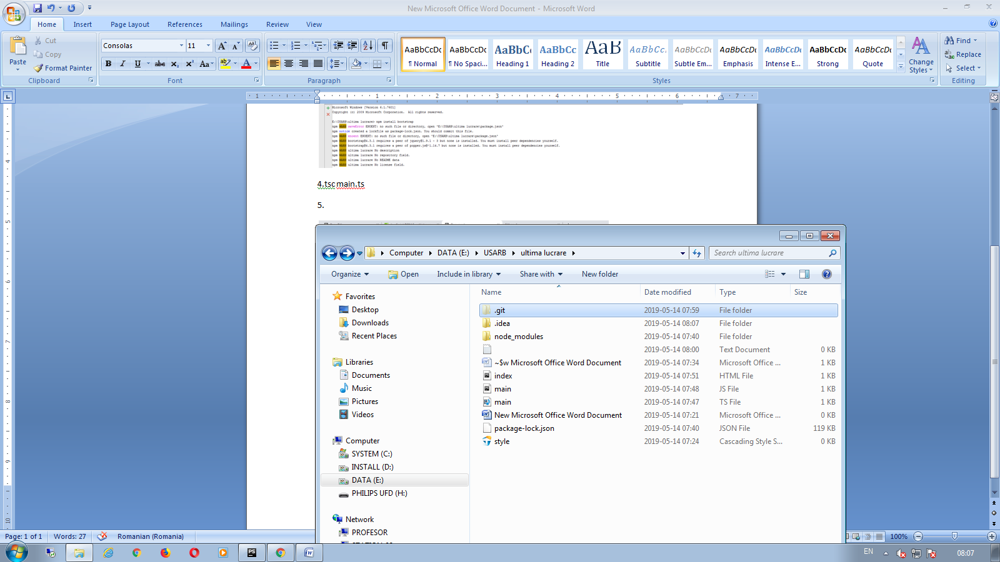 New Microsoft Office Word Document - Microsoft Word
Home Insert Page Layout References Mailings Review View
Paste
Cut
Copy
Format Painter
Clipboard
Consolas 11
Font
Paragraph
AaBbCcDc AaBbCcDc AaBbC AaBbCc AaB AaBbCc. AaBbCcDc AaBbCcDc AaBbCcDc AaBbCcDc AaBbCcDc
¶ Normal ¶ No Spaci... Heading 1 Heading 2 Title Subtitle Subtle Em... Emphasis Intense E... Strong Quote
Change Styles
Styles
Find
Replace
Select
Editing
Microsoft Windows [Version 6.1.7601]
Copyright (c) 2009 Microsoft Corporation. All rights reserved.
E:\USARB\ultima lucrare> npm install bootstrap
npm WARN saveError ENOENT: no such file or directory, open 'E:\USARB\ultima lucrare\package.json'
npm notice created a lockfile as package-lock.json. You should commit this file.
npm WARN enoent ENOENT: no such file or directory, open 'E:\USARB\ultima lucrare\package.json'
npm WARN bootstrap@4.3.1 requires a peer of jquery@1.9.1 - 3 but none is installed. You must install peer dependencies yourself.
npm WARN bootstrap@4.3.1 requires a peer of popper.js@^1.14.7 but none is installed. You must install peer dependencies yourself.
npm WARN ultima lucrare No description
npm WARN ultima lucrare No repository field.
npm WARN ultima lucrare No README data
npm WARN ultima lucrare No license field.
4.tsc main.ts
5.
Computer DATA (E:) USARB ultima lucrare
Search ultima lucrare
Organize Open Include in library Share with New folder
Favorites
Desktop
Downloads
Recent Places
Libraries
Documents
Music
Pictures
Videos
Computer
SYSTEM (C:)
INSTALL (D:)
DATA (E:)
PHILIPS UFD (H:)
Network
PROFESOR
Name Date modified Type Size
.git 2019-05-14 07:59 File folder
.idea 2019-05-14 08:07 File folder
node_modules 2019-05-14 07:40 File folder
2019-05-14 08:00 Text Document 0 KB
~$w Microsoft Office Word Document 2019-05-14 07:34 Microsoft Office ... 1 KB
index 2019-05-14 07:51 HTML File 1 KB
main 2019-05-14 07:48 JS File 1 KB
main 2019-05-14 07:47 TS File 1 KB
New Microsoft Office Word Document 2019-05-14 07:21 Microsoft Office ... 0 KB
package-lock.json 2019-05-14 07:40 JSON File 119 KB
style 2019-05-14 07:24 Cascading Style S... 0 KB
Page: 1 of 1 Words: 27 Romanian (Romania) 100%
EN 08:07